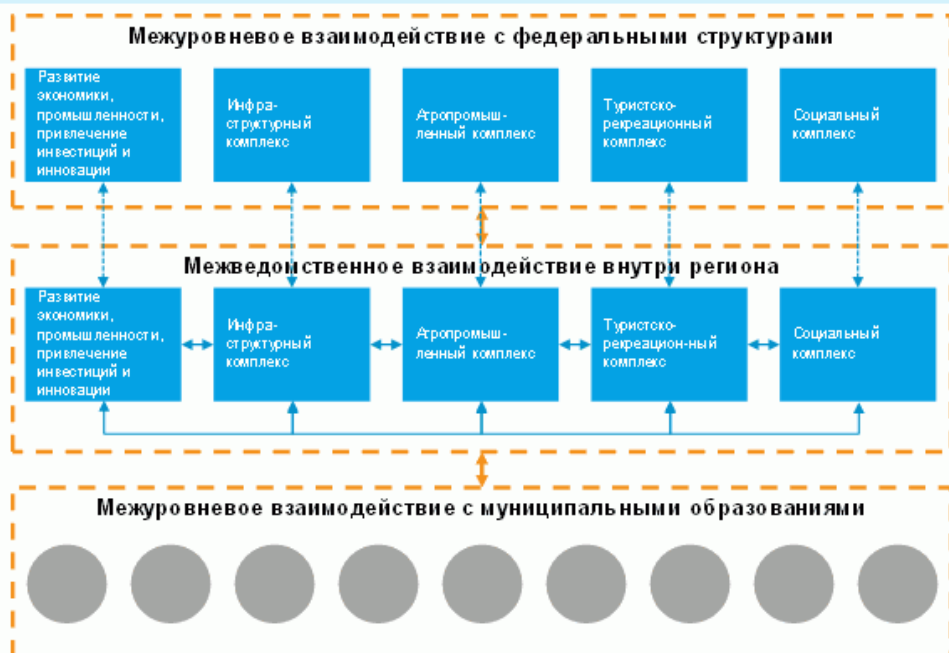 Межуровневое взаимодействие с федеральными структурами
Развитие
экономики,
промышленности,
привлечение
инвестиций и
инновации
Инфра-
структурный
комплекс
Агропромыш-
ленный комплекс
Туристско-
рекреационный
комплекс
Социальный
комплекс
Межведомственное взаимодействие внутри региона
Развитие
экономики,
промышленности,
привлечение
инвестиций и
инновации
Инфра-
структурный
комплекс
Агропромыш-
ленный комплекс
Туристско-
рекреацион-ный
комплекс
Социальный
комплекс
Межуровневое взаимодействие с муниципальными образованиями